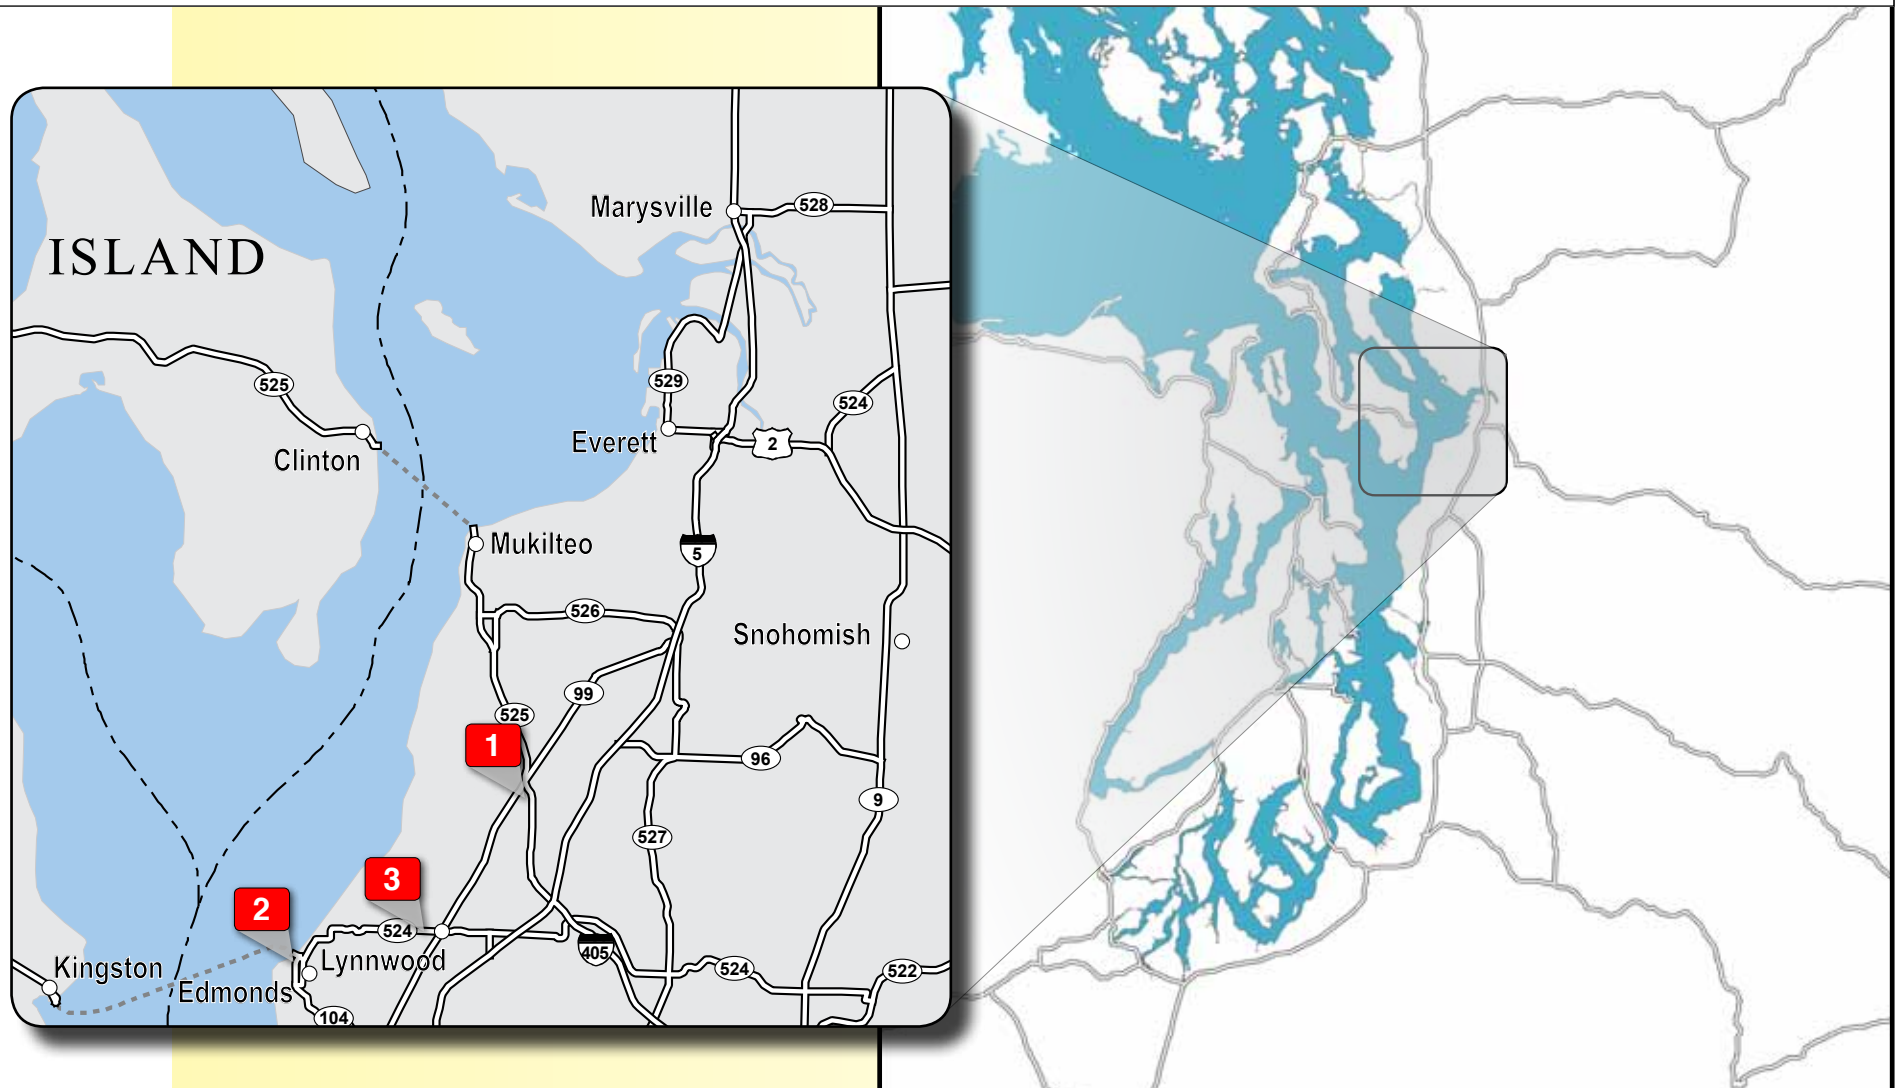 Marysville
528
ISLAND
525
529
524
Everett
2
Clinton
Mukilteo
5
526
Snohomish
99
525
1
96
9
527
3
2
524
405
Lynnwood
Kingston
524
522
Edmonds
104